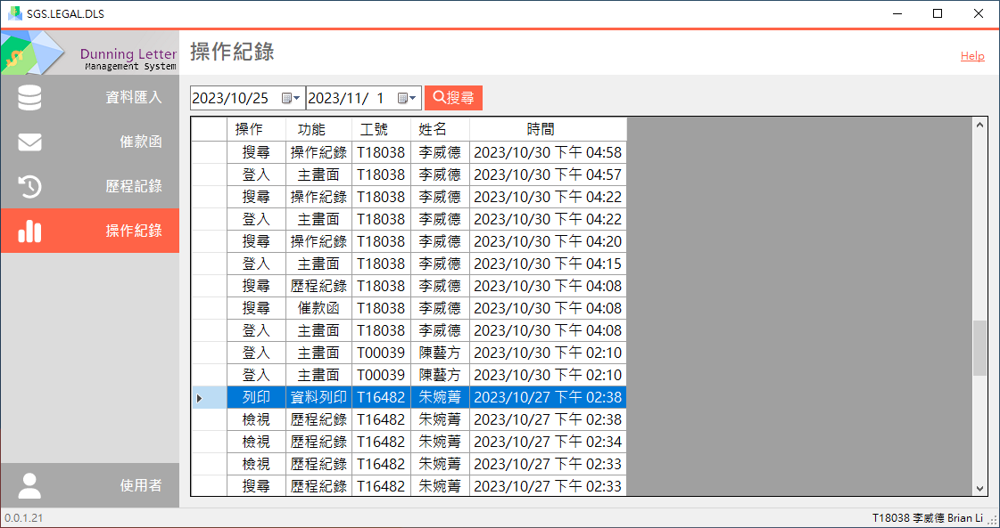 SGS.LEGAL.DLS
Dunning Letter
Management System
操作紀錄
Help
資料匯入
催款函
歷程記錄
操作紀錄
使用者
2023/10/25 2023/11/ 1 搜尋
操作 功能 工號 姓名 時間
搜尋 操作紀錄 T18038 李威德 2023/10/30 下午 04:58
登入 主畫面 T18038 李威德 2023/10/30 下午 04:57
搜尋 操作紀錄 T18038 李威德 2023/10/30 下午 04:22
登入 主畫面 T18038 李威德 2023/10/30 下午 04:22
搜尋 操作紀錄 T18038 李威德 2023/10/30 下午 04:20
登入 主畫面 T18038 李威德 2023/10/30 下午 04:15
搜尋 歷程紀錄 T18038 李威德 2023/10/30 下午 04:08
搜尋 催款函 T18038 李威德 2023/10/30 下午 04:08
登入 主畫面 T18038 李威德 2023/10/30 下午 04:08
登入 主畫面 T00039 陳藝方 2023/10/30 下午 02:10
登入 主畫面 T00039 陳藝方 2023/10/30 下午 02:10
列印 資料列印 T16482 朱婉菁 2023/10/27 下午 02:38
檢視 歷程紀錄 T16482 朱婉菁 2023/10/27 下午 02:38
檢視 歷程紀錄 T16482 朱婉菁 2023/10/27 下午 02:34
檢視 歷程紀錄 T16482 朱婉菁 2023/10/27 下午 02:33
搜尋 歷程紀錄 T16482 朱婉菁 2023/10/27 下午 02:33
0.0.1.21
T18038 李威德 Brian Li